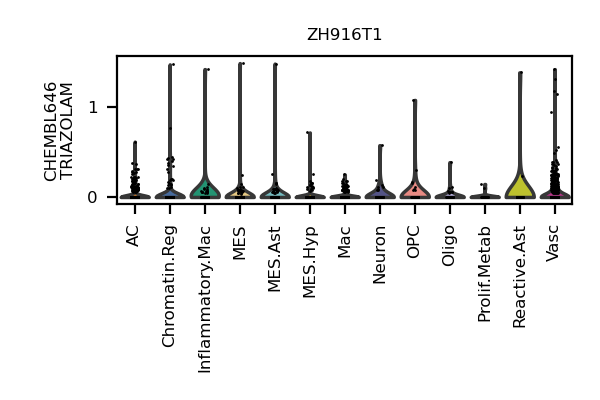 ZH916T1
CHEMBL646
TRIAZOLAM
1
0
AC
Chromatin.Reg
Inflammatory.Mac
MES
MES.Ast
MES.Hyp
Mac
Neuron
OPC
Oligo
Prolif.Metab
Reactive.Ast
Vasc